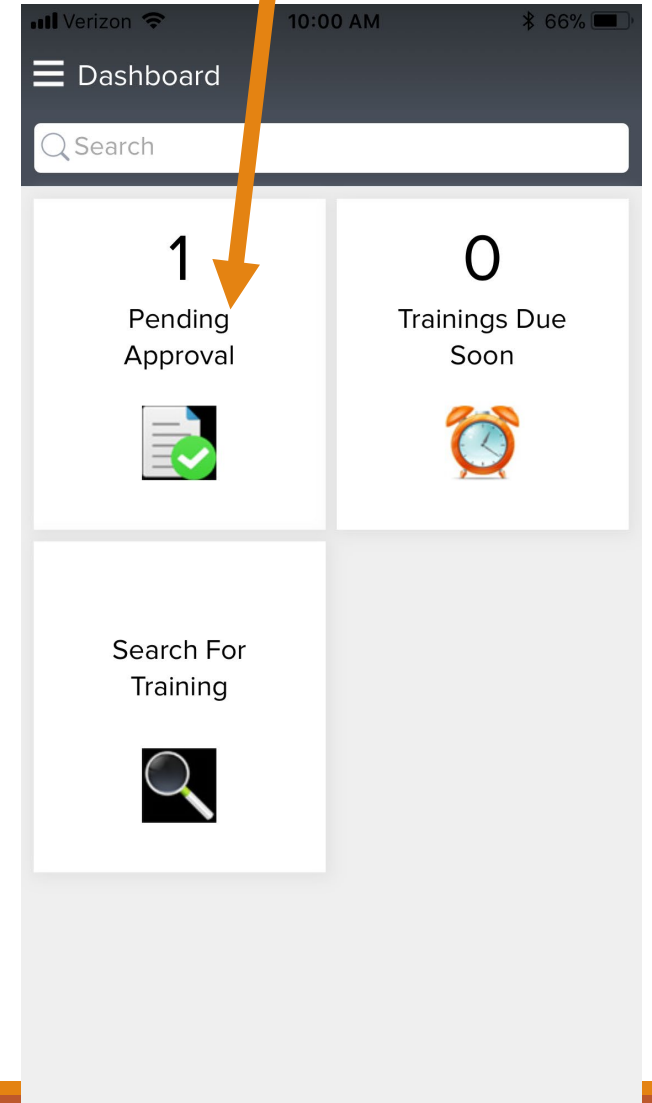 Verizon 10:00 AM 66%
Dashboard
Search
1
Pending
Approval
0
Trainings Due
Soon
Search For
Training